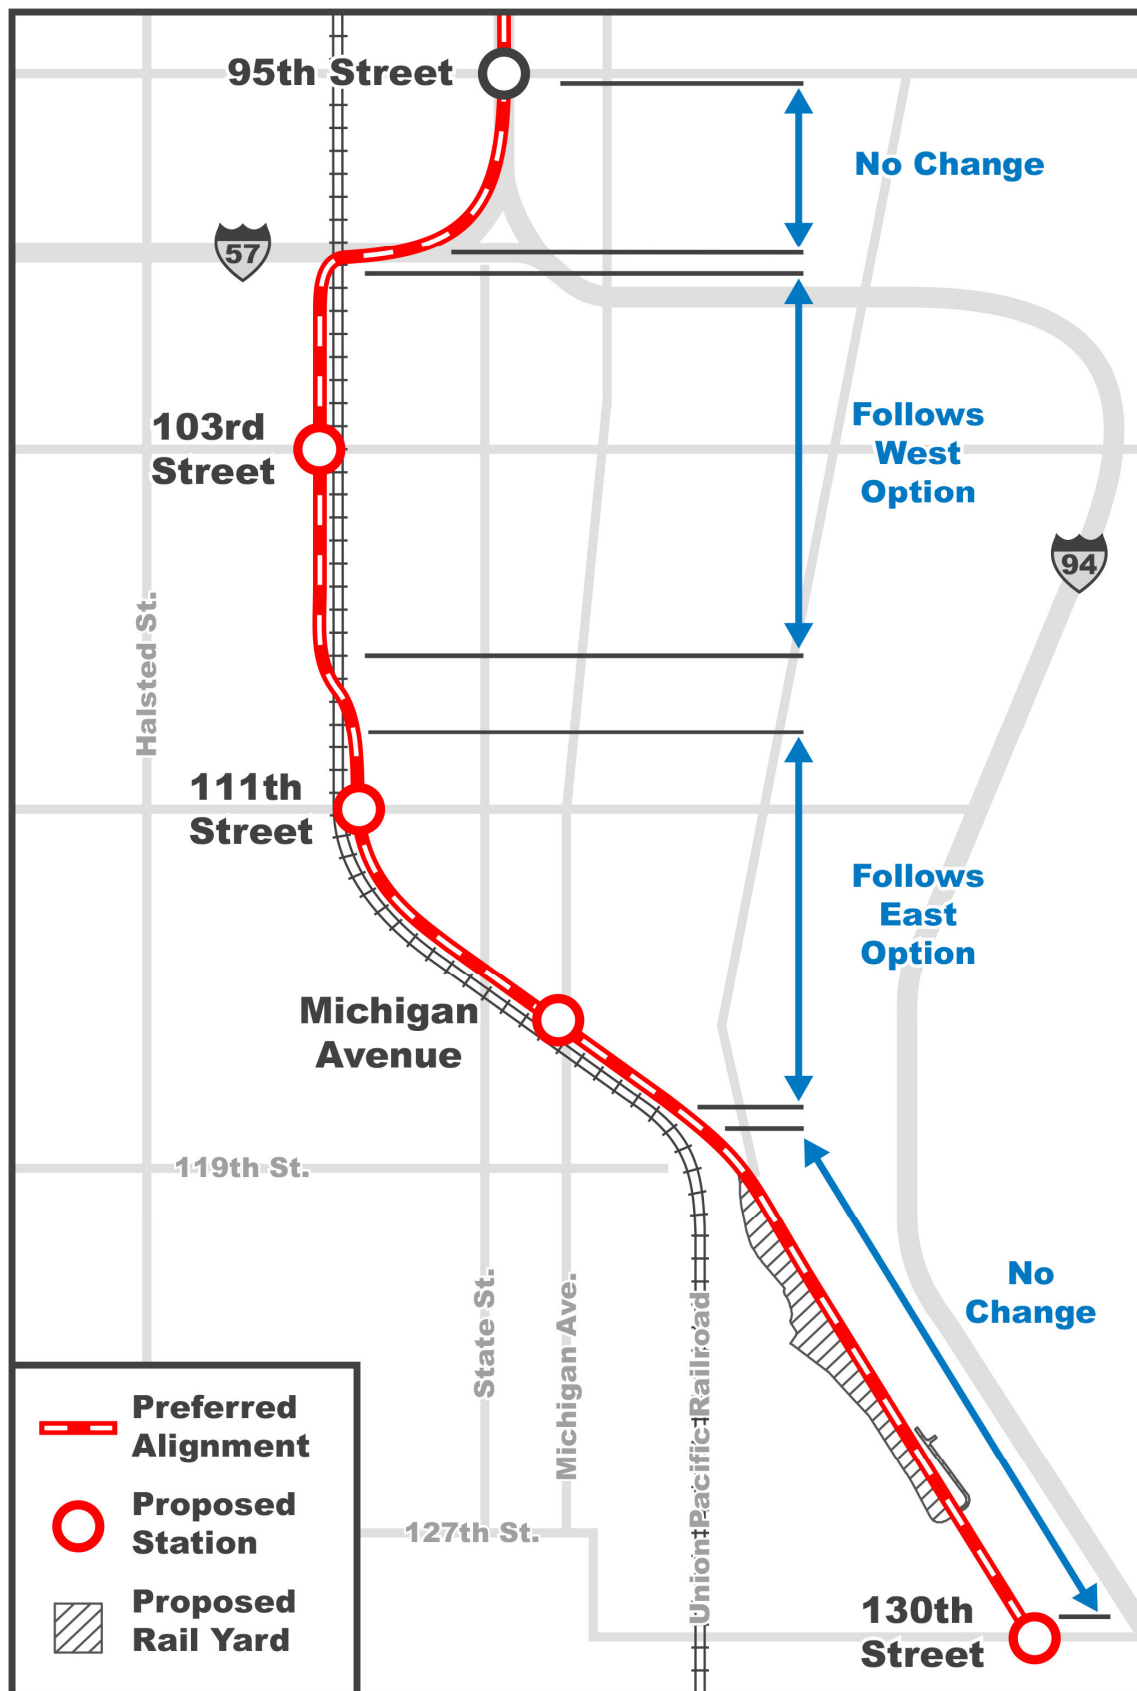 95th Street
No Change
57
103rd
Street
Follows
West
Option
94
Halsted St.
111th
Street
Follows
East
Option
Michigan
Avenue
119th St.
No
Change
State St.
Michigan Ave.
Union Pacific Railroad
127th St.
130th
Street
Preferred
Alignment
Proposed
Station
Proposed
Rail Yard